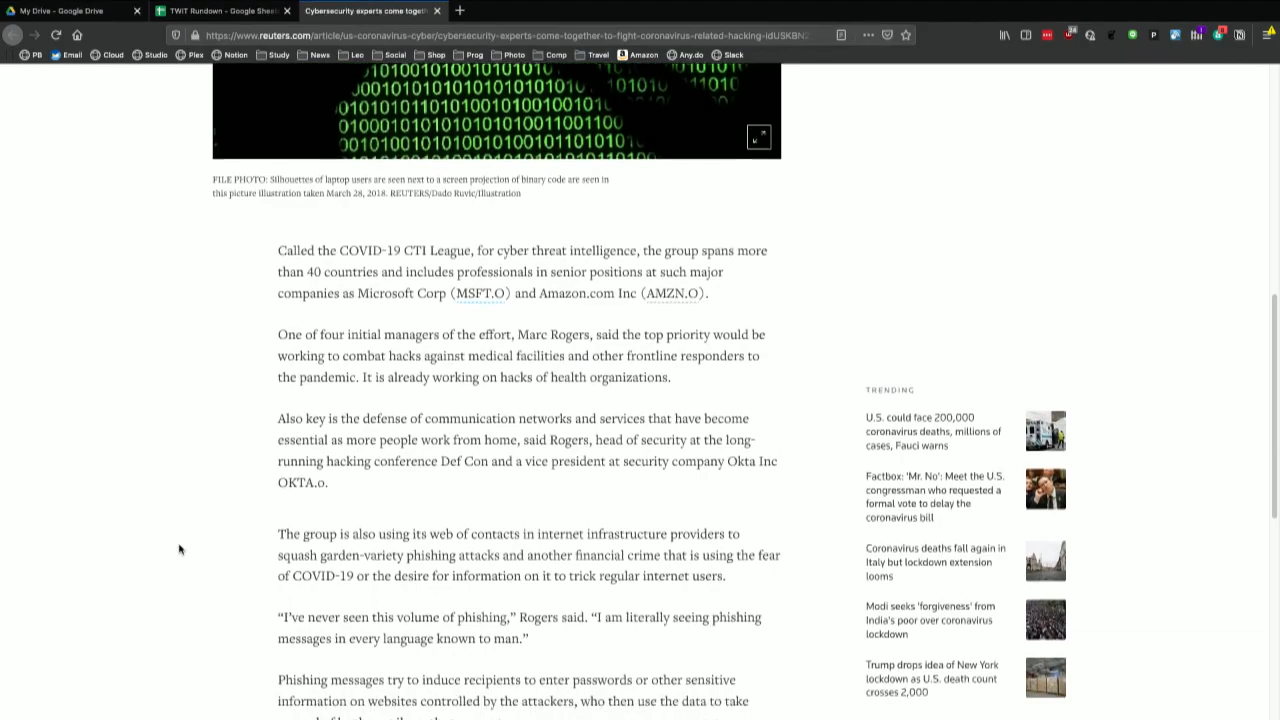 My Drive - Google Drive
TWiT Rundown - Google Sheet
Cybersecurity experts come togeth
https://www.reuters.com/article/us-coronavirus-cyber/cybersecurity-experts-come-together-to-fight-coronavirus-related-hacking-idUSKBN2
PB Email Cloud Studio Plex Notion Study News Leo Social Shop Prog Photo Comp Travel Amazon Any.do Slack
FILE PHOTO: Silhouettes of laptop users are seen next to a screen projection of binary code are seen in
this picture illustration taken March 28, 2018. REUTERS/Dado Ruvic/Illustration
Called the COVID-19 CTI League, for cyber threat intelligence, the group spans more
than 40 countries and includes professionals in senior positions at such major
companies as Microsoft Corp (MSFT.O) and Amazon.com Inc (AMZN.O).
One of four initial managers of the effort, Marc Rogers, said the top priority would be
working to combat hacks against medical facilities and other frontline responders to
the pandemic. It is already working on hacks of health organizations.
Also key is the defense of communication networks and services that have become
essential as more people work from home, said Rogers, head of security at the long-
running hacking conference Def Con and a vice president at security company Okta Inc
OKTA.o.
The group is also using its web of contacts in internet infrastructure providers to
squash garden-variety phishing attacks and another financial crime that is using the fear
of COVID-19 or the desire for information on it to trick regular internet users.
“I’ve never seen this volume of phishing,” Rogers said. “I am literally seeing phishing
messages in every language known to man.”
Phishing messages try to induce recipients to enter passwords or other sensitive
information on websites controlled by the attackers, who then use the data to take
TRENDING
U.S. could face 200,000
coronavirus deaths, millions of
cases, Fauci warns
Factbox: 'Mr. No': Meet the U.S.
congressman who requested a
formal vote to delay the
coronavirus bill
Coronavirus deaths fall again in
Italy but lockdown extension
looms
Modi seeks 'forgiveness' from
India's poor over coronavirus
lockdown
Trump drops idea of New York
lockdown as U.S. death count
crosses 2,000